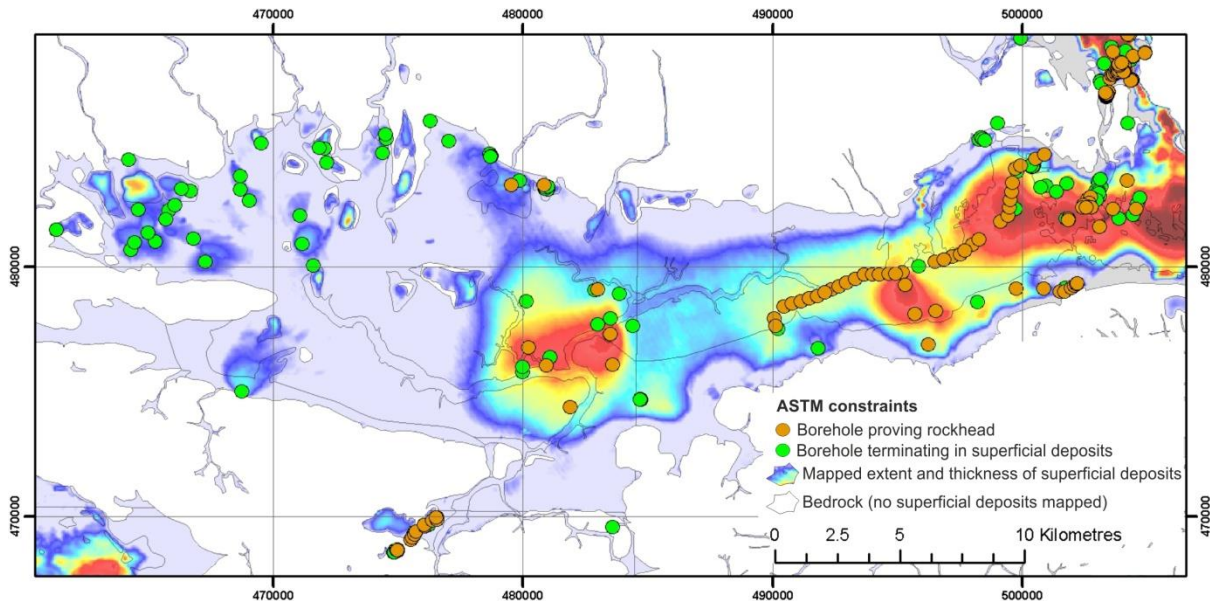 470000 480000 490000 500000
480000 480000
ASTM constraints
Borehole proving rockhead
Borehole terminating in superficial deposits
Mapped extent and thickness of superficial deposits
Bedrock (no superficial deposits mapped)
470000 470000
0 2.5 5 10 Kilometres
470000 480000 490000 500000